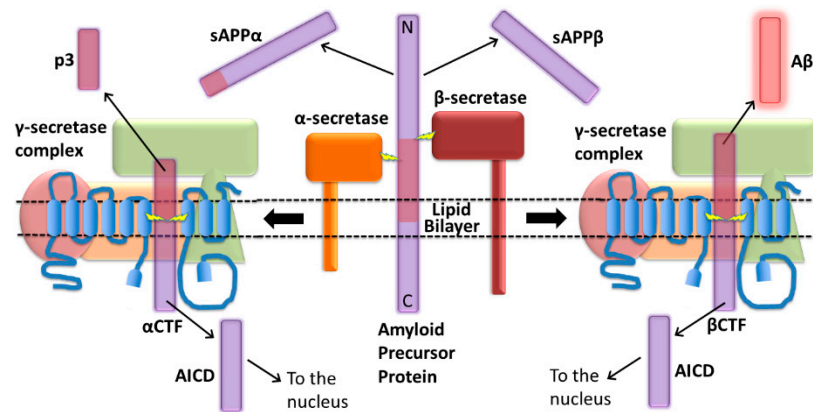 N
sAPPα
sAPPβ
p3
Aβ
α-secretase
β-secretase
γ-secretase
complex
γ-secretase
complex
Lipid
Bilayer
C
αCTF
βCTF
Amyloid
Precursor
Protein
AICD
To the
nucleus
To the
nucleus
AICD